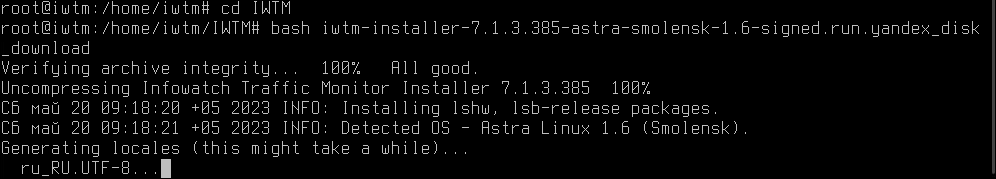 root@iwtm:/home/iwtm# cd IWTM
root@iwtm:/home/iwtm/IWTM# bash iwtm-installer-7.1.3.385-astra-smolensk-1.6-signed.run.yandex_disk
_download
Verifying archive integrity...  100%   All good.
Uncompressing Infowatch Traffic Monitor Installer 7.1.3.385  100%
Сб май 20 09:18:20 +05 2023 INFO: Installing lshw, lsb-release packages.
Сб май 20 09:18:21 +05 2023 INFO: Detected OS - Astra Linux 1.6 (Smolensk).
Generating locales (this might take a while)...
  ru_RU.UTF-8...